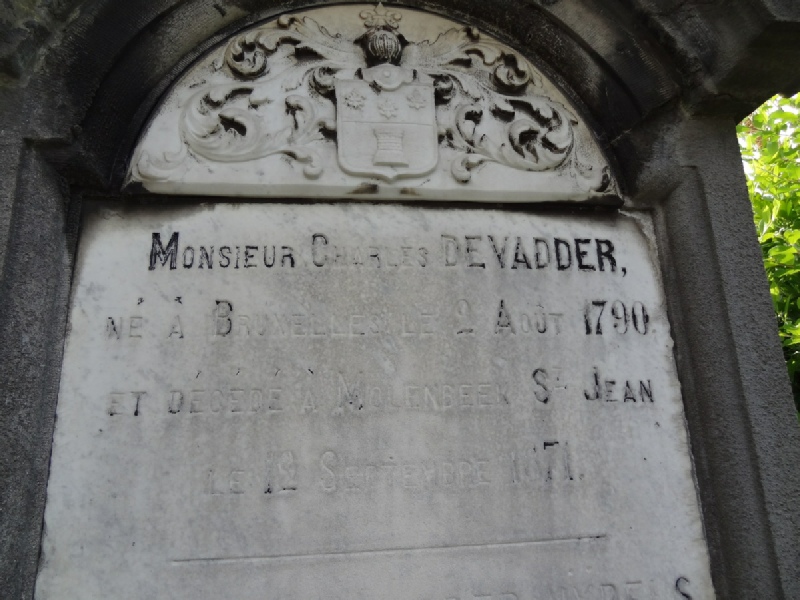 Monsieur Charles DEVADDER,
né à Bruxelles le 2 Août 1790.
et décédé à Molenbeek St Jean
le 12 Septembre 1871.